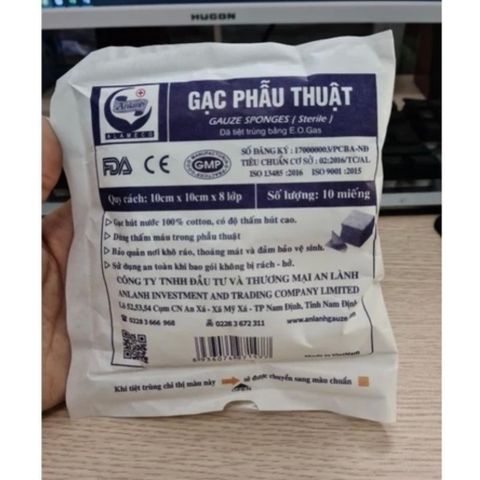 HUGON
Anlanh
ALAMECO
GẠC PHẪU THUẬT
GAUZE SPONGES ( Sterile )
Đã tiệt trùng bằng E.O.Gas
FDA CE GMP
SỐ ĐĂNG KÝ : 170000003/PCBA-NĐ
TIÊU CHUẨN CƠ SỞ : 02:2016/TC/AL
ISO 13485 :2016 ISO 9001 :2015
Quy cách: 10cm x 10cm x 8 lớp
Số lượng: 10 miếng
Gạc hút nước 100% cotton, có độ thấm hút cao.
Dùng thấm máu trong phẫu thuật
Bảo quản nơi khô ráo, thoáng mát và đảm bảo vệ sinh.
Sử dụng an toàn khi bao gói không bị rách - hở.
CÔNG TY TNHH ĐẦU TƯ VÀ THƯƠNG MẠI AN LÀNH
ANLANH INVESTMENT AND TRADING COMPANY LIMITED
Lô 52,53,54 Cụm CN An Xá - Xã Mỹ Xá - TP Nam Định, Tỉnh Nam Định
0228 3 666 968 0228 3 672 311
www.anlanhgauze.vn
Made in VietNam
Khi tiệt trùng chỉ thị màu này sẽ được chuyển sang màu chuẩn